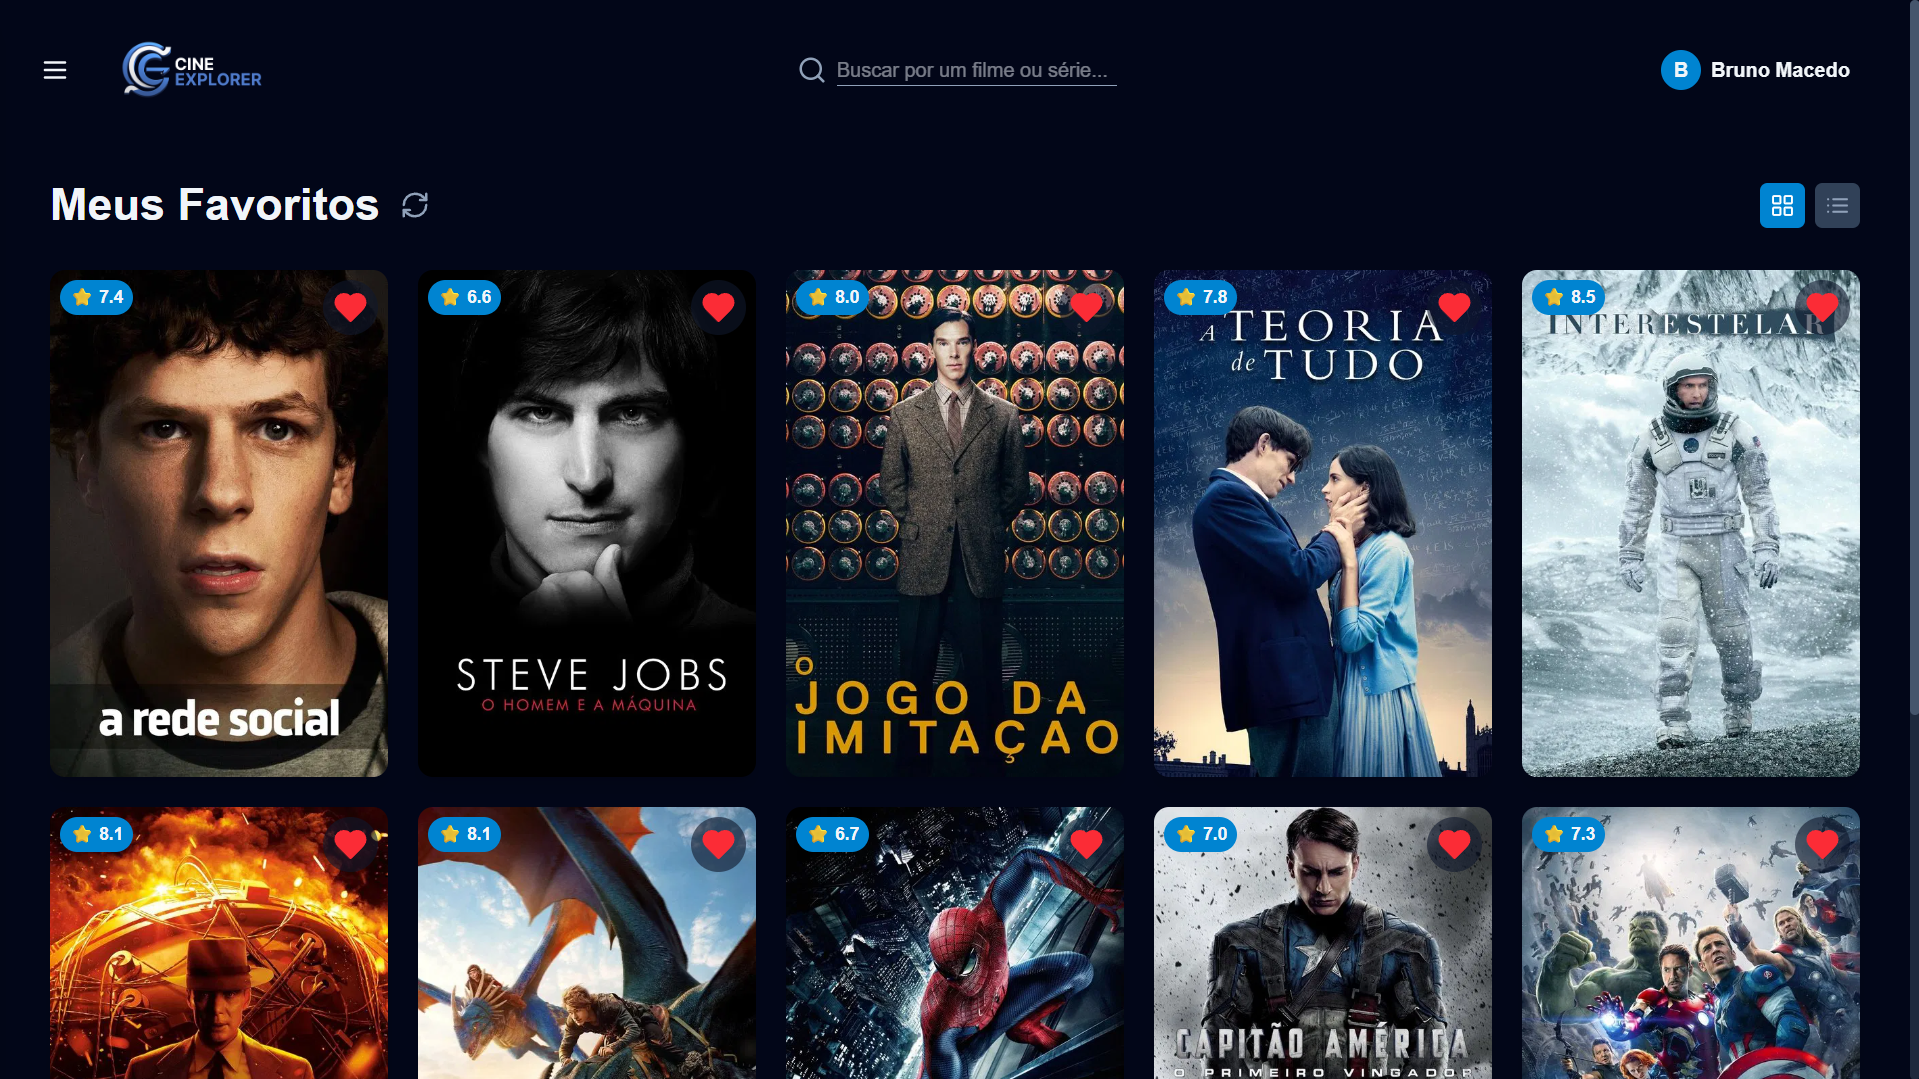 CINE
EXPLORER
Buscar por um filme ou série...
B Bruno Macedo
Meus Favoritos
7.4
6.6
8.0
7.8
8.5
A TEORIA
de TUDO
INTERESTELAR
STEVE JOBS
O HOMEM E A MÁQUINA
a rede social
O
JOGO DA
IMITAÇAO
8.1
8.1
6.7
7.0
7.3
CAPITÃO AMÉRICA
O PRIMEIRO VINGADOR